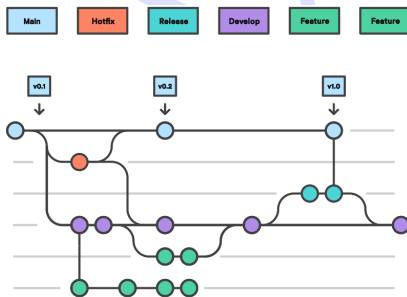 Main
Hotfix
Release
Develop
Feature
Feature
v0.1
v0.2
v1.0